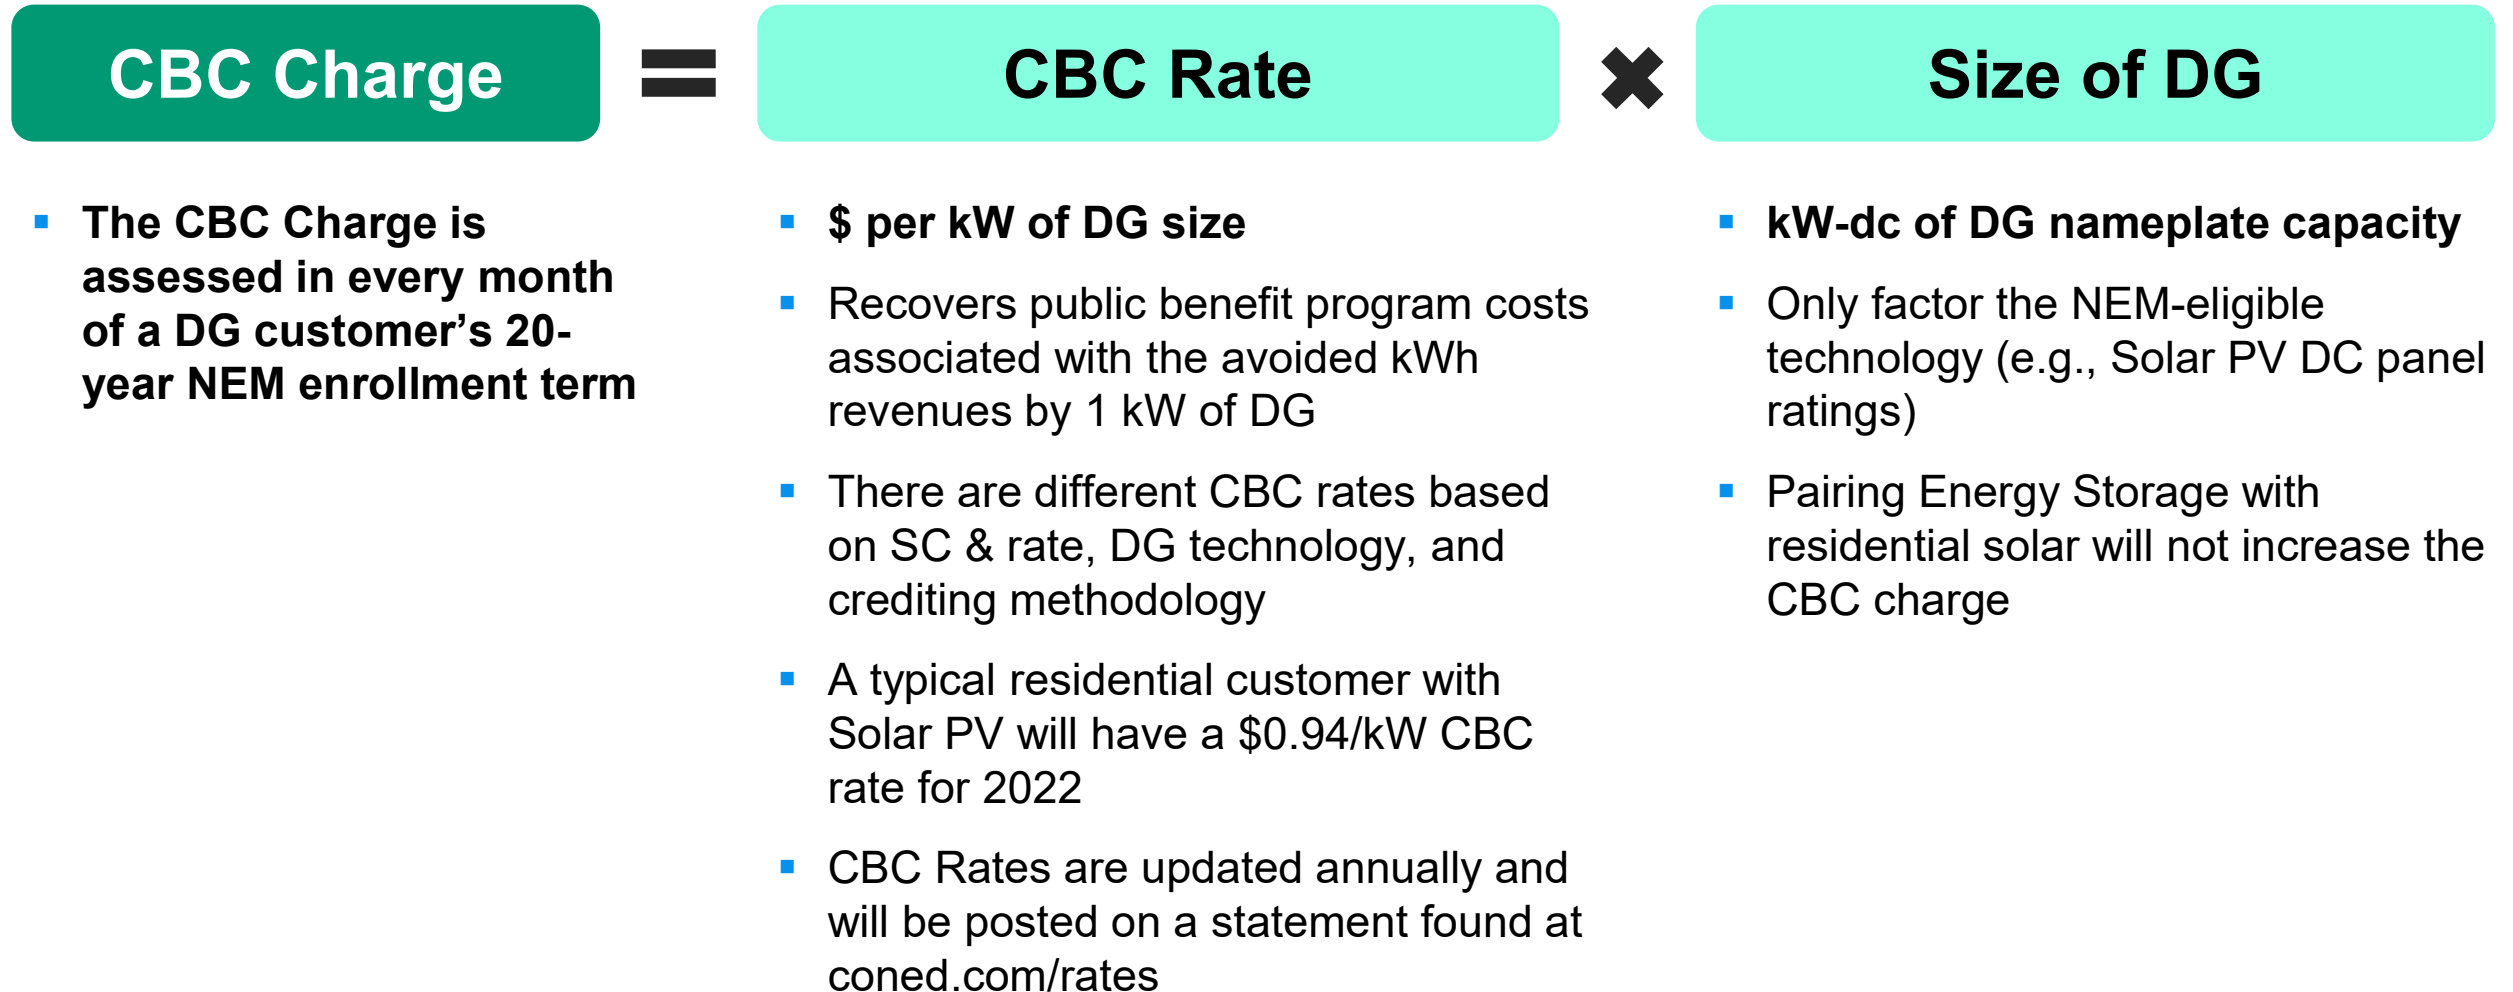 CBC Charge
=
CBC Rate
✖
Size of DG
The CBC Charge is
assessed in every month
of a DG customer’s 20-
year NEM enrollment term
$ per kW of DG size
Recovers public benefit program costs
associated with the avoided kWh
revenues by 1 kW of DG
There are different CBC rates based
on SC & rate, DG technology, and
crediting methodology
A typical residential customer with
Solar PV will have a $0.94/kW CBC
rate for 2022
CBC Rates are updated annually and
will be posted on a statement found at
coned.com/rates
kW-dc of DG nameplate capacity
Only factor the NEM-eligible
technology (e.g., Solar PV DC panel
ratings)
Pairing Energy Storage with
residential solar will not increase the
CBC charge